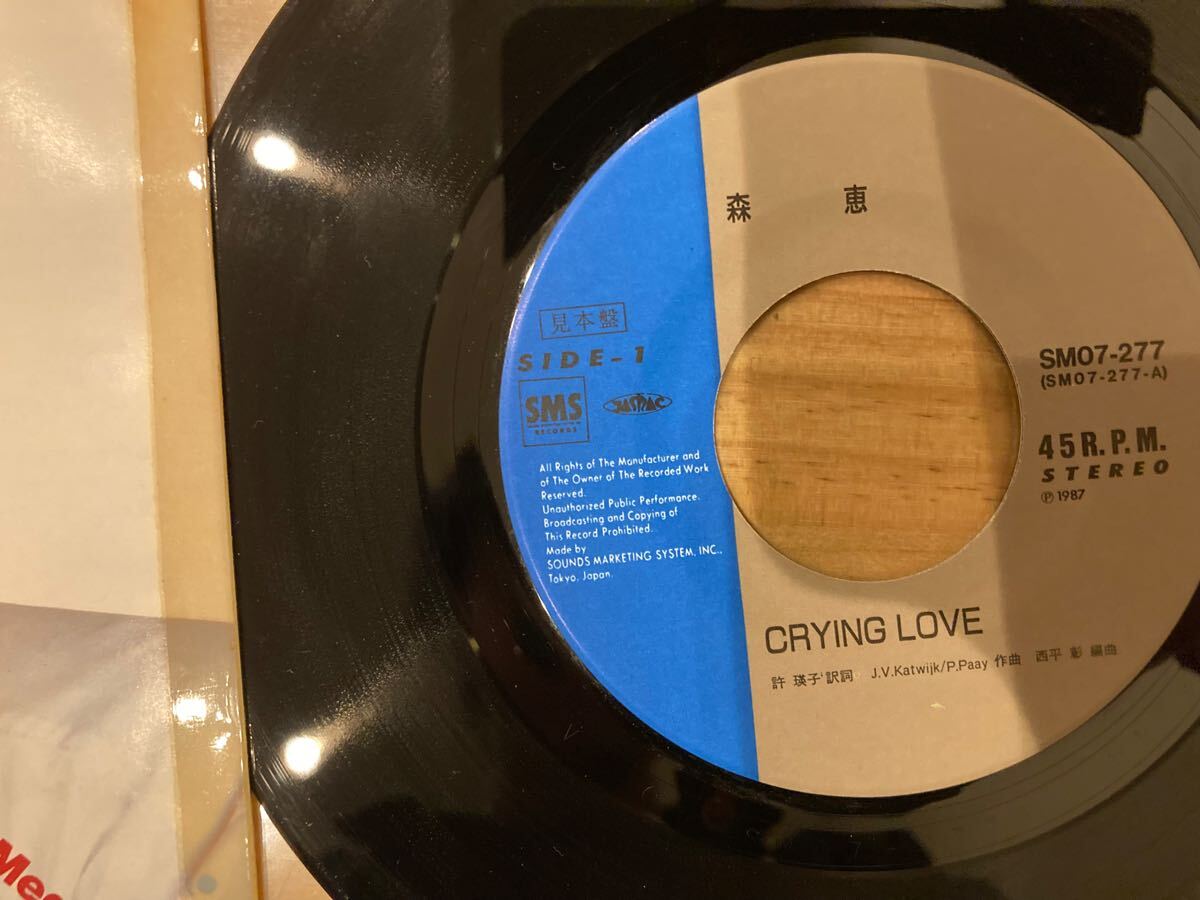 森 恵
見本盤
SIDE-1
SMS
RECORDS
JASRAC
All Rights of The Manufacturer and
of The Owner of The Recorded Work
Reserved.
Unauthorized Public Performance.
Broadcasting and Copying of
This Record Prohibited.
Made by
SOUNDS MARKETING SYSTEM, INC.,
Tokyo, Japan.
SM07-277
(SM07-277-A)
45 R.P.M.
STEREO
Ⓟ 1987
CRYING LOVE
許 瑛子 訳詞 J.V.Katwijk/P.Paay 作曲 西平 彰 編曲
Meg